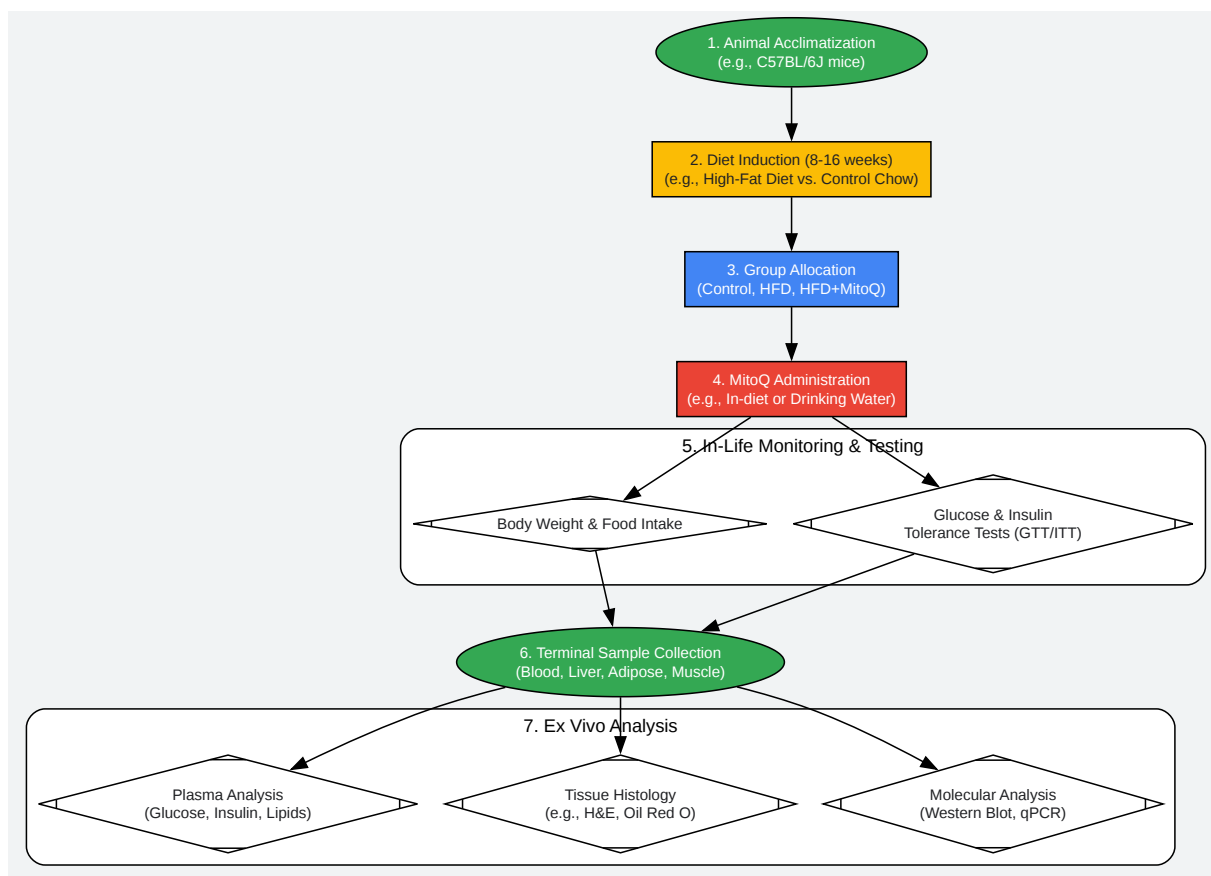 1. Animal Acclimatization
(e.g., C57BL/6J mice)
2. Diet Induction (8-16 weeks)
(e.g., High-Fat Diet vs. Control Chow)
3. Group Allocation
(Control, HFD, HFD+MitoQ)
4. MitoQ Administration
(e.g., In-diet or Drinking Water)
5. In-Life Monitoring & Testing
Body Weight & Food Intake
Glucose & Insulin
Tolerance Tests (GTT/ITT)
6. Terminal Sample Collection
(Blood, Liver, Adipose, Muscle)
7. Ex Vivo Analysis
Plasma Analysis
(Glucose, Insulin, Lipids)
Tissue Histology
(e.g., H&E, Oil Red O)
Molecular Analysis
(Western Blot, qPCR)